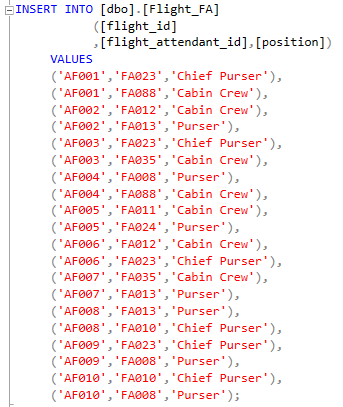 INSERT INTO [dbo].[Flight_FA]
([flight_id]
,[flight_attendant_id],[position])
VALUES
('AF001','FA023','Chief Purser'),
('AF001','FA088','Cabin Crew'),
('AF002','FA012','Cabin Crew'),
('AF002','FA013','Purser'),
('AF003','FA023','Chief Purser'),
('AF003','FA035','Cabin Crew'),
('AF004','FA008','Purser'),
('AF004','FA088','Cabin Crew'),
('AF005','FA011','Cabin Crew'),
('AF005','FA024','Purser'),
('AF006','FA012','Cabin Crew'),
('AF006','FA023','Chief Purser'),
('AF007','FA035','Cabin Crew'),
('AF007','FA013','Purser'),
('AF008','FA013','Purser'),
('AF008','FA010','Chief Purser'),
('AF009','FA023','Chief Purser'),
('AF009','FA008','Purser'),
('AF010','FA010','Chief Purser'),
('AF010','FA008','Purser');